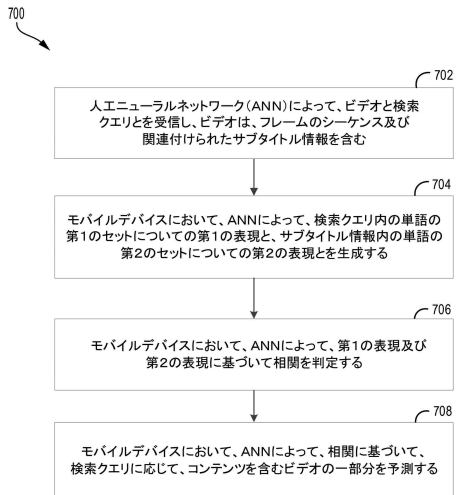 700
702
人工ニューラルネットワーク（ANN）によって、ビデオと検索
クエリとを受信し、ビデオは、フレームのシーケンス及び
関連付けられたサブタイトル情報を含む
704
モバイルデバイスにおいて、ANNによって、検索クエリ内の単語の
第1のセットについての第1の表現と、サブタイトル情報内の単語の
第2のセットについての第2の表現とを生成する
706
モバイルデバイスにおいて、ANNによって、第1の表現及び
第2の表現に基づいて相関を判定する
708
モバイルデバイスにおいて、ANNによって、相関に基づいて、
検索クエリに応じて、コンテンツを含むビデオの一部分を予測する